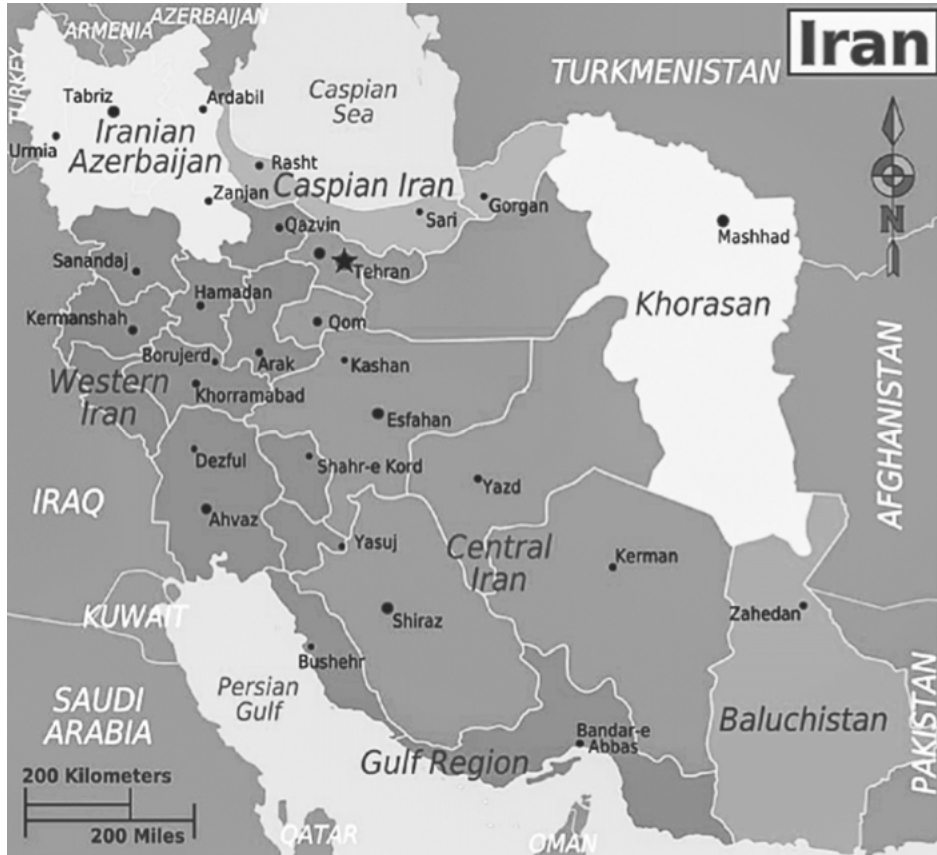 AZERBAIJAN
ARMENIA
TURKEY
Iran
TURKMENISTAN
Caspian
Sea
Tabriz
Ardabil
Iranian
Azerbaijan
Urmia
Rasht
Caspian Iran
Zanjan
Gorgan
Sari
Qazvin
N
Mashhad
Sanandaj
Tehran
Hamadan
Khorasan
Kermanshah
Qom
Borujerd
Arak
Kashan
Western
Iran
Khorramabad
AFGHANISTAN
Esfahan
Dezful
Shahr-e Kord
Yazd
IRAQ
Ahvaz
Yasuj
Central
Iran
Kerman
KUWAIT
Shiraz
Zahedan
Bushehr
SAUDI
ARABIA
Persian
Gulf
PAKISTAN
Baluchistan
Bandar-e
Abbas
Gulf Region
200 Kilometers
200 Miles
QATAR
OMAN